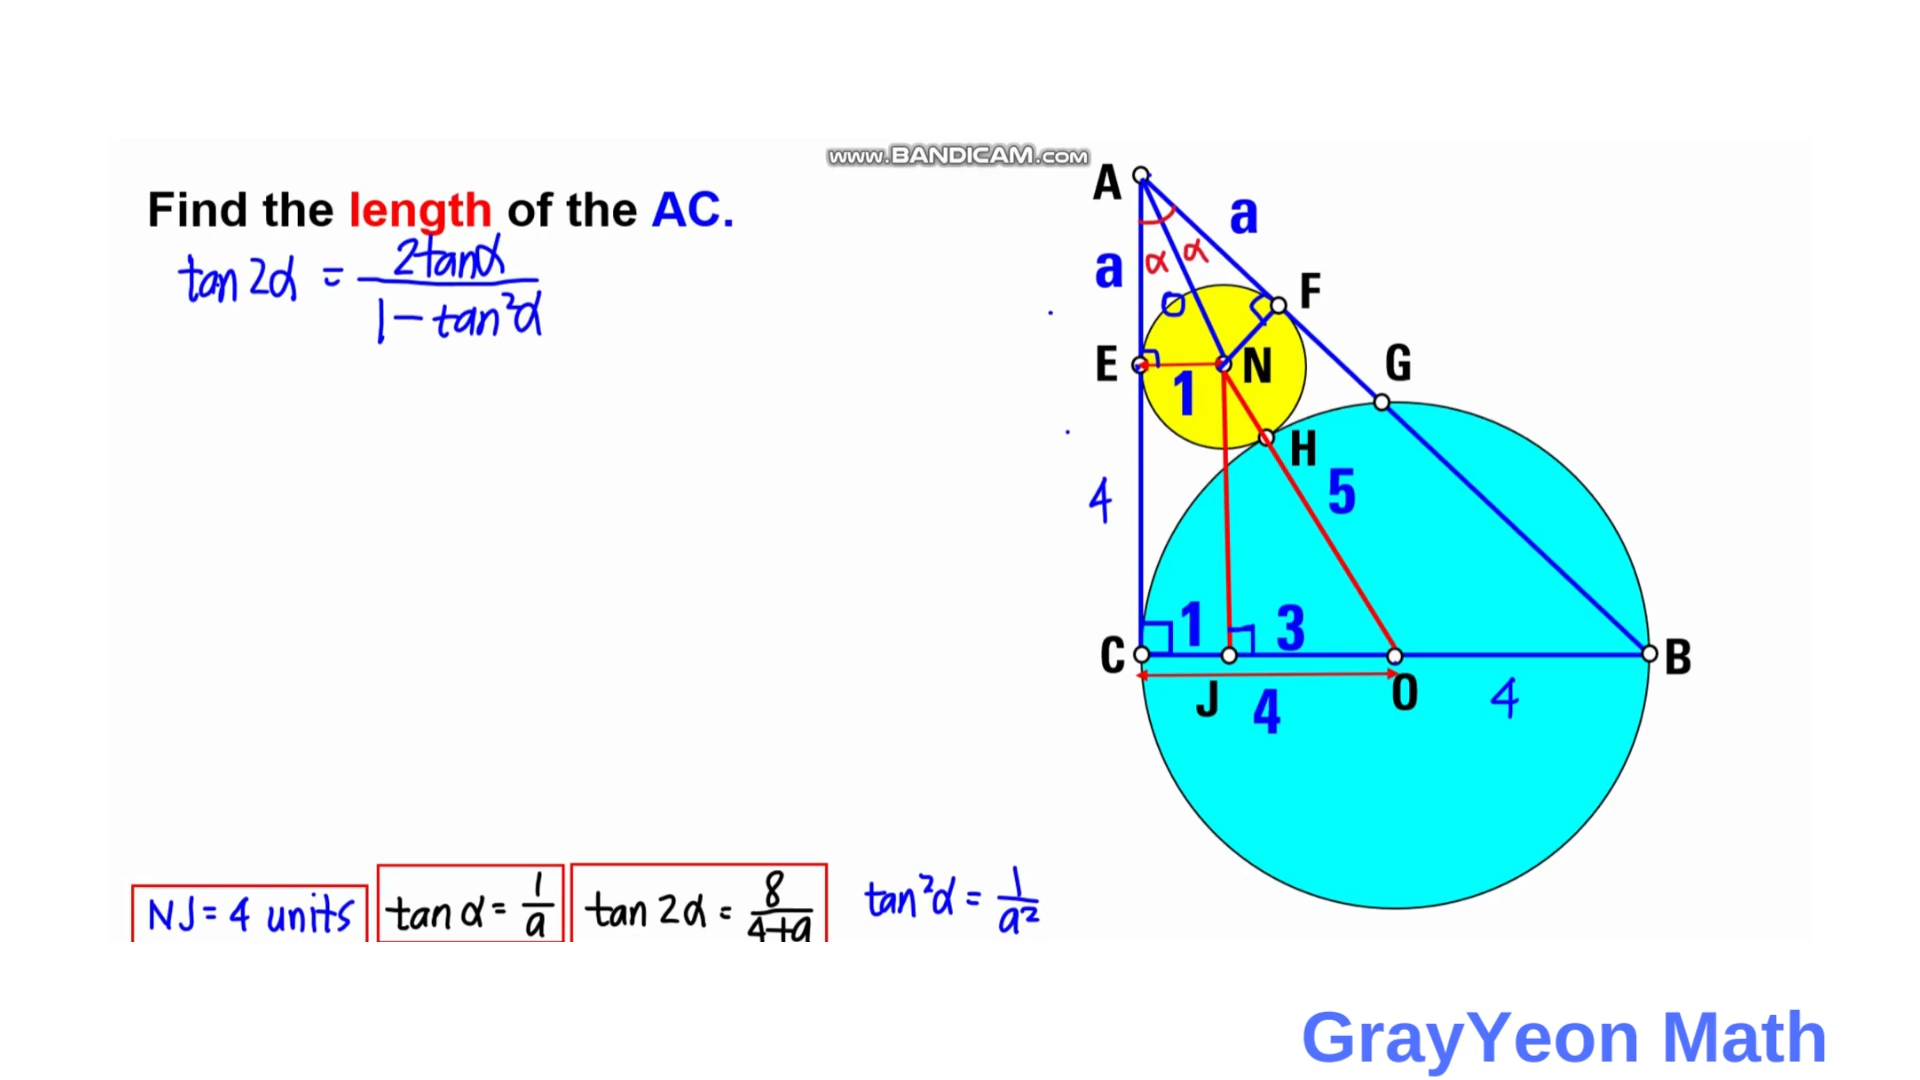 www.BANDICAM.com
Find the length of the AC.
tan 2α = 2tanα / 1 - tan²α
A
a
a
α α
F
E
N
1
G
H
5
4
1
3
C
B
J
4
O
4
NJ = 4 units
tan α = 1/a
tan 2α = 8/4+a
tan²α = 1/a²
GrayYeon Math